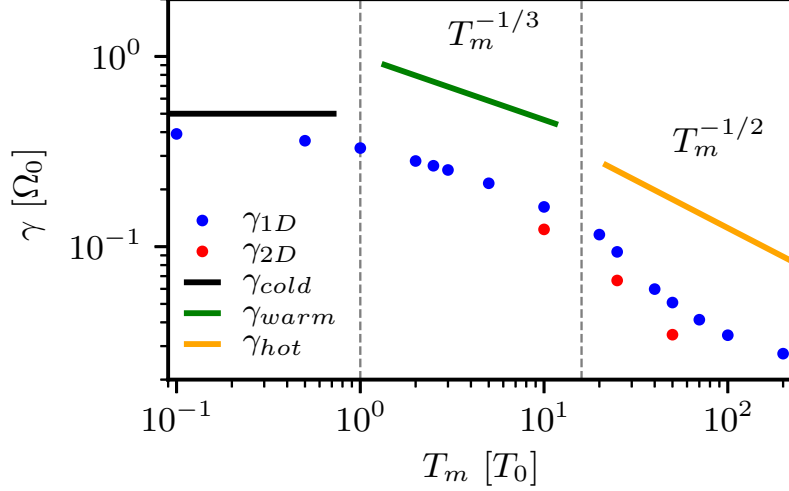 T_m^{-1/3}
T_m^{-1/2}
10^0
10^{-1}
γ [Ω_0]
γ_{1D}
γ_{2D}
γ_{cold}
γ_{warm}
γ_{hot}
10^{-1}
10^0
10^1
10^2
T_m [T_0]